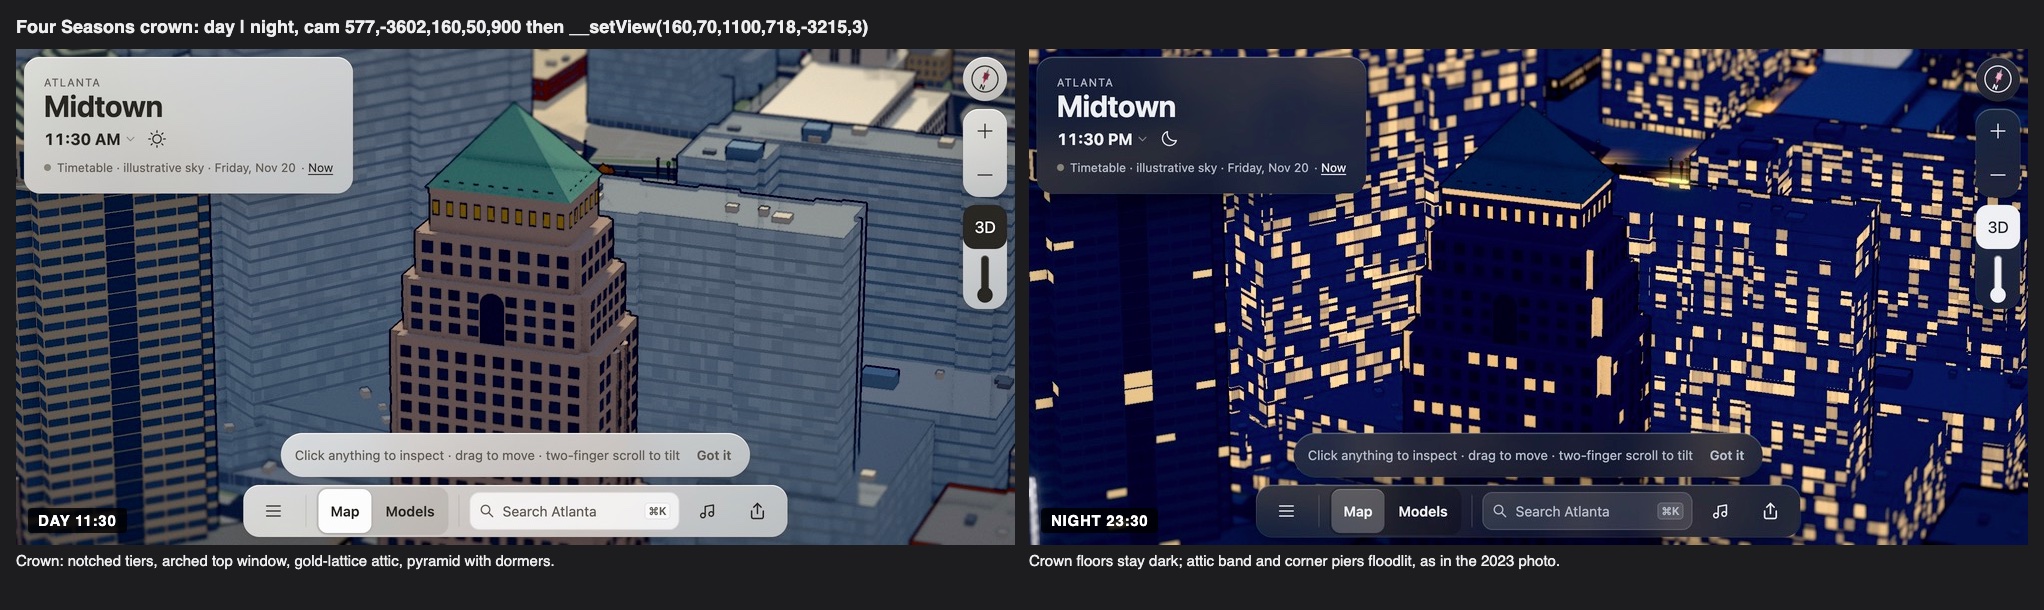 Four Seasons crown: day | night, cam 577,-3602,160,50,900 then __setView(160,70,1100,718,-3215,3)
ATLANTA
Midtown
11:30 AM
Timetable · illustrative sky · Friday, Nov 20 · Now
N
3D
Click anything to inspect · drag to move · two-finger scroll to tilt Got it
Map Models Search Atlanta ⌘K
DAY 11:30
Crown: notched tiers, arched top window, gold-lattice attic, pyramid with dormers.
ATLANTA
Midtown
11:30 PM
Timetable · illustrative sky · Friday, Nov 20 · Now
N
3D
Click anything to inspect · drag to move · two-finger scroll to tilt Got it
Map Models Search Atlanta ⌘K
NIGHT 23:30
Crown floors stay dark; attic band and corner piers floodlit, as in the 2023 photo.